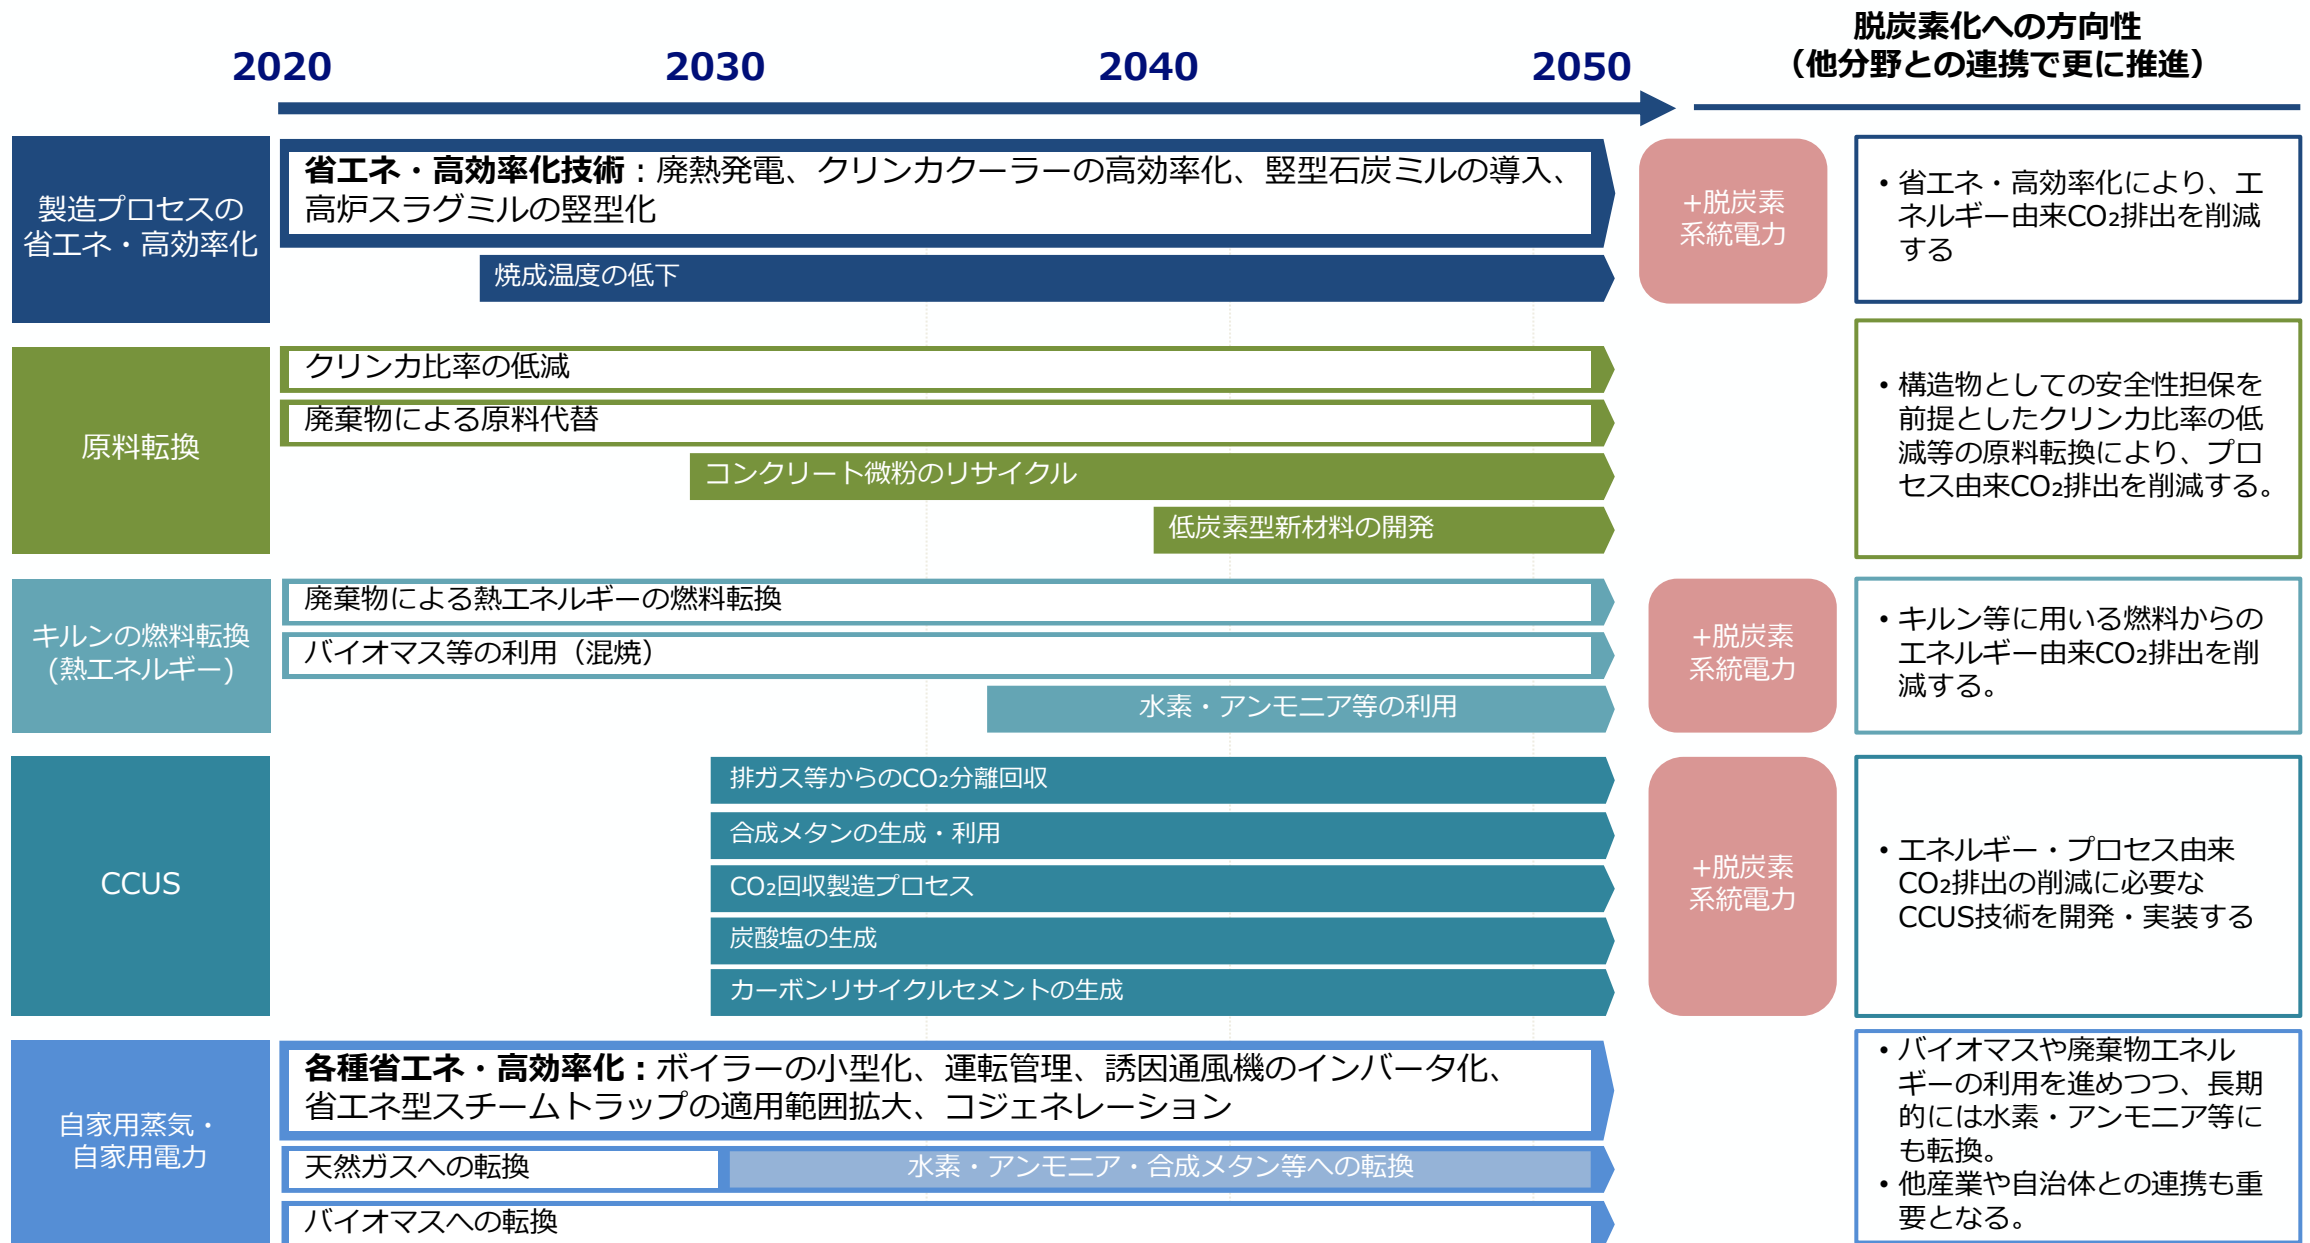 2020
2030
2040
2050
脱炭素化への方向性
（他分野との連携で更に推進）
製造プロセスの
省エネ・高効率化
省エネ・高効率化技術：廃熱発電、クリンカクーラーの高効率化、竪型石炭ミルの導入、
高炉スラグミルの竪型化
焼成温度の低下
+脱炭素
系統電力
• 省エネ・高効率化により、エ
ネルギー由来CO₂排出を削減
する
原料転換
クリンカ比率の低減
廃棄物による原料代替
コンクリート微粉のリサイクル
低炭素型新材料の開発
• 構造物としての安全性担保を
前提としたクリンカ比率の低
減等の原料転換により、プロ
セス由来CO₂排出を削減する。
キルンの燃料転換
(熱エネルギー)
廃棄物による熱エネルギーの燃料転換
バイオマス等の利用（混焼）
水素・アンモニア等の利用
+脱炭素
系統電力
• キルン等に用いる燃料からの
エネルギー由来CO₂排出を削
減する。
CCUS
排ガス等からのCO₂分離回収
合成メタンの生成・利用
CO₂回収製造プロセス
炭酸塩の生成
カーボンリサイクルセメントの生成
+脱炭素
系統電力
• エネルギー・プロセス由来
CO₂排出の削減に必要な
CCUS技術を開発・実装する
自家用蒸気・
自家用電力
各種省エネ・高効率化：ボイラーの小型化、運転管理、誘因通風機のインバータ化、
省エネ型スチームトラップの適用範囲拡大、コジェネレーション
天然ガスへの転換
水素・アンモニア・合成メタン等への転換
バイオマスへの転換
• バイオマスや廃棄物エネル
ギーの利用を進めつつ、長期
的には水素・アンモニア等に
も転換。
• 他産業や自治体との連携も重
要となる。